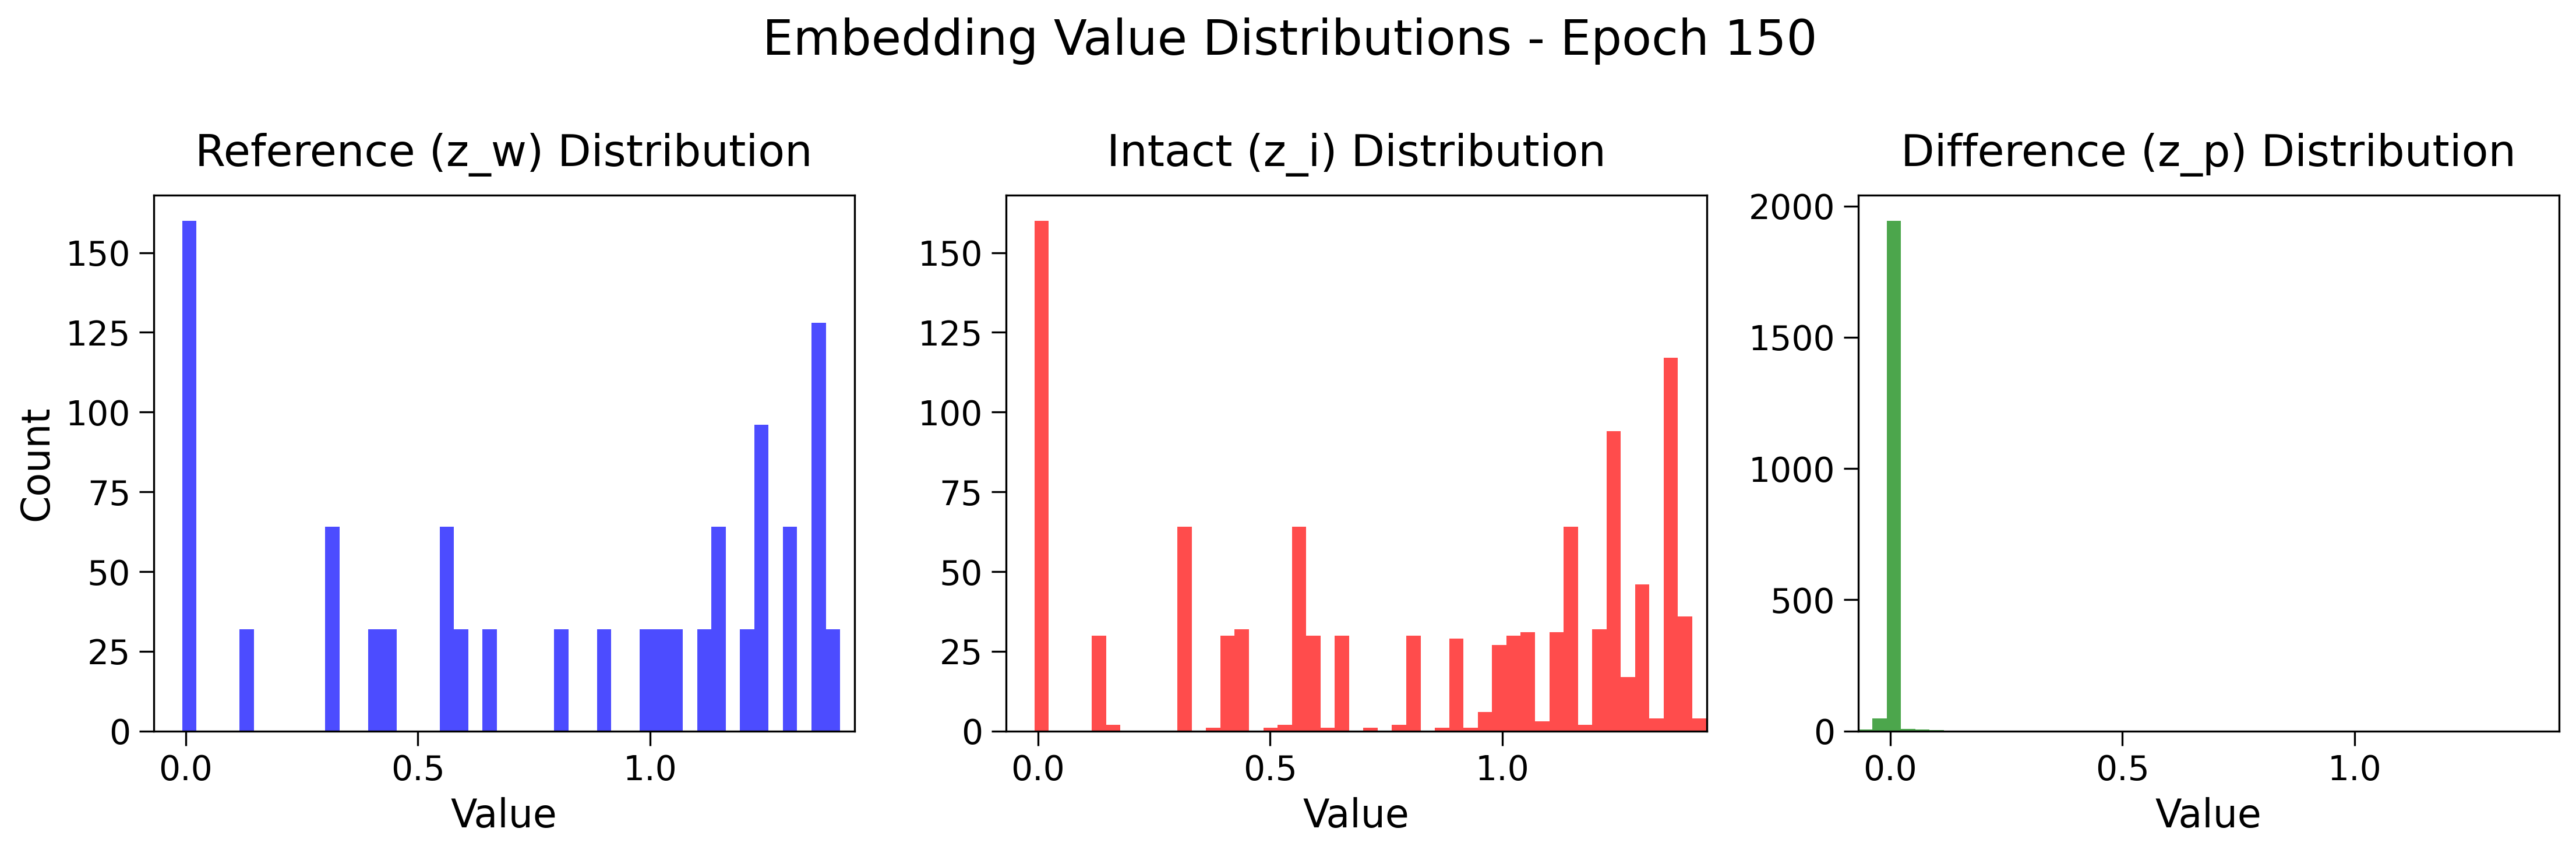 Embedding Value Distributions - Epoch 150
Reference (z_w) Distribution
Count
150
125
100
75
50
25
0
0.0 0.5 1.0
Value
Intact (z_i) Distribution
150
125
100
75
50
25
0
0.0 0.5 1.0
Value
Difference (z_p) Distribution
2000
1500
1000
500
0
0.0 0.5 1.0
Value